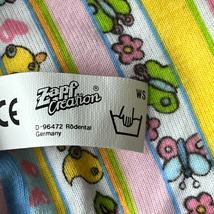 CE
Zapf
Creation
D-96472 Rödental
Germany
WS